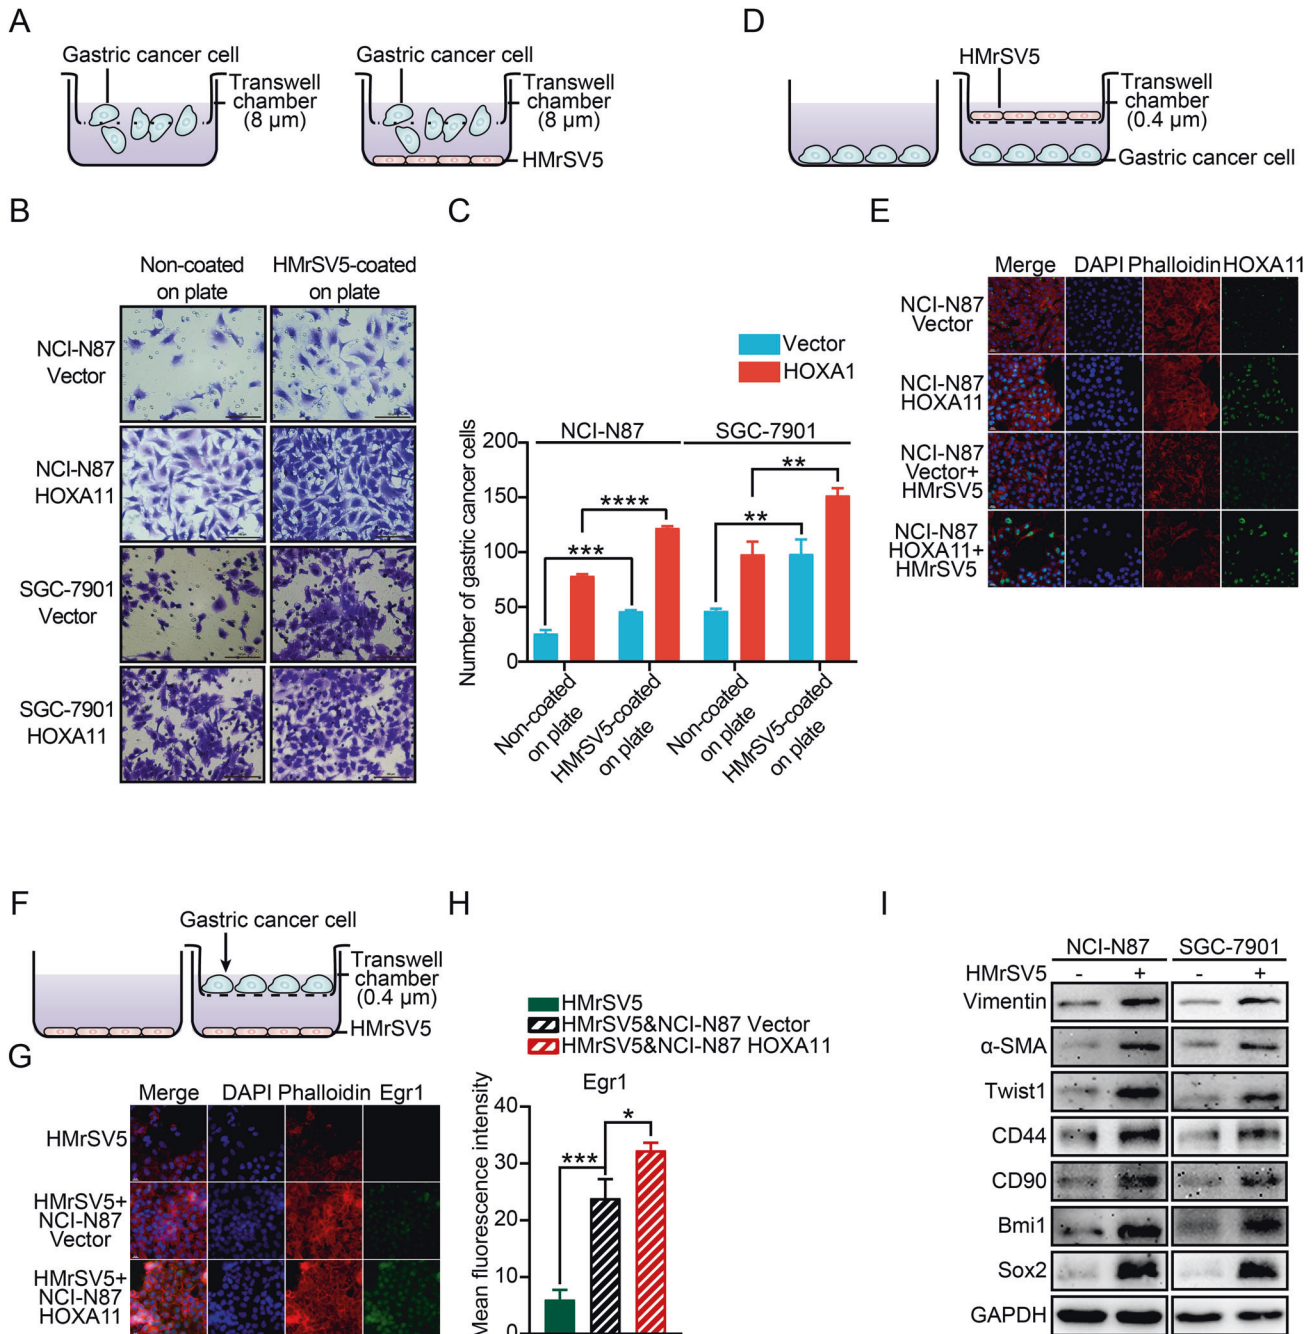 A
Gastric cancer cell
Transwell
chamber
(8 µm)
Gastric cancer cell
Transwell
chamber
(8 µm)
HMrSV5
D
HMrSV5
Transwell
chamber
(0.4 µm)
Gastric cancer cell
B
Non-coated
on plate
HMrSV5-coated
on plate
NCI-N87
Vector
NCI-N87
HOXA11
SGC-7901
Vector
SGC-7901
HOXA11
C
Vector
HOXA1
Number of gastric cancer cells
200
150
100
50
0
NCI-N87
SGC-7901
***
****
**
**
Non-coated
on plate
HMrSV5-coated
on plate
Non-coated
on plate
HMrSV5-coated
on plate
E
Merge DAPI Phalloidin HOXA11
NCI-N87
Vector
NCI-N87
HOXA11
NCI-N87
Vector+
HMrSV5
NCI-N87
HOXA11+
HMrSV5
F
Gastric cancer cell
Transwell
chamber
(0.4 µm)
HMrSV5
G
Merge DAPI Phalloidin Egr1
HMrSV5
HMrSV5+
NCI-N87
Vector
HMrSV5+
NCI-N87
HOXA11
H
HMrSV5
HMrSV5&NCI-N87 Vector
HMrSV5&NCI-N87 HOXA11
Egr1
Mean fluorescence intensity
40
30
20
10
0
***
*
I
NCI-N87 SGC-7901
HMrSV5 - + - +
Vimentin
α-SMA
Twist1
CD44
CD90
Bmi1
Sox2
GAPDH